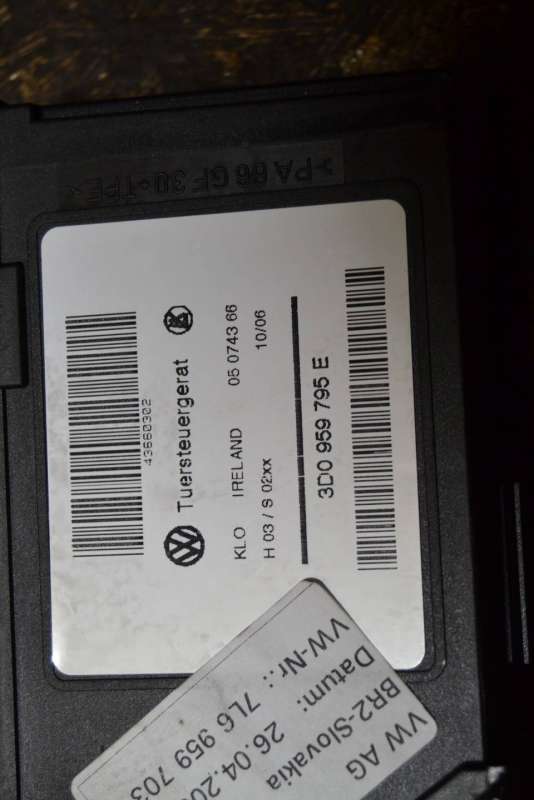 >PA 66 GF 30+TPE<
43660302
Tuersteuergerat
KLO IRELAND 05 0743 66
H 03 / S 02xx 10/06
3D0 959 795 E
VW AG
BR2-Slovakia
Datum: 26.04.20
VW-Nr.: 7L6 959 703